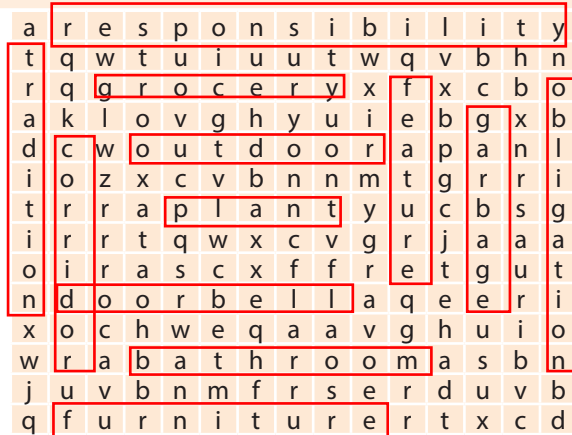 a r e s p o n s i b i l i t y
t q w t u i u u t w q v b h n
r q g r o c e r y x f x c b o
a k l o v g h y u i e b g x b
d c w o u t d o o r a p a n l
i o z x c v b n n m t g r r i
t r r a p l a n t y u c b s g
i r r t q w x c v g r j a a a
o i r a s c x f f r e t g u t
n d o o r b e l l a q e e r i
x o c h w e q a a v g h u i o
w r a b a t h r o o m a s b n
j u v b n m f r s e r d u v b
q f u r n i t u r e r t x c d